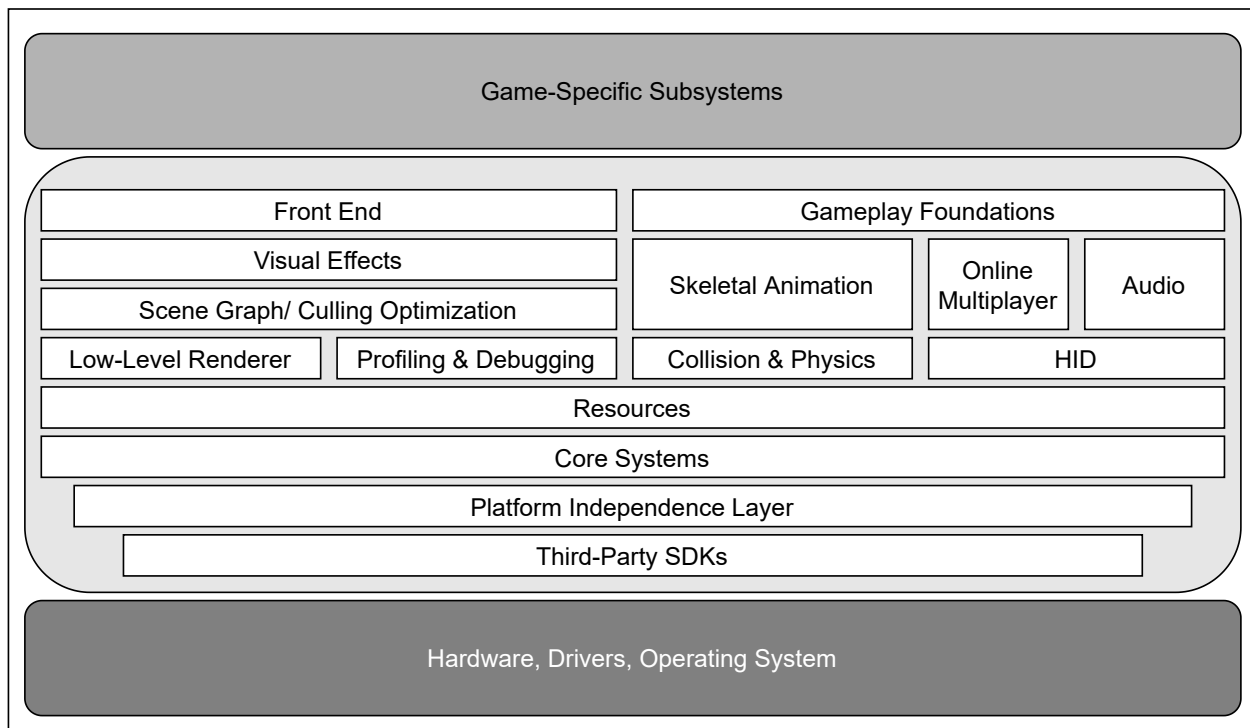 Game-Specific Subsystems
Front End
Gameplay Foundations
Visual Effects
Skeletal Animation
Online
Multiplayer
Audio
Scene Graph/ Culling Optimization
Low-Level Renderer
Profiling & Debugging
Collision & Physics
HID
Resources
Core Systems
Platform Independence Layer
Third-Party SDKs
Hardware, Drivers, Operating System